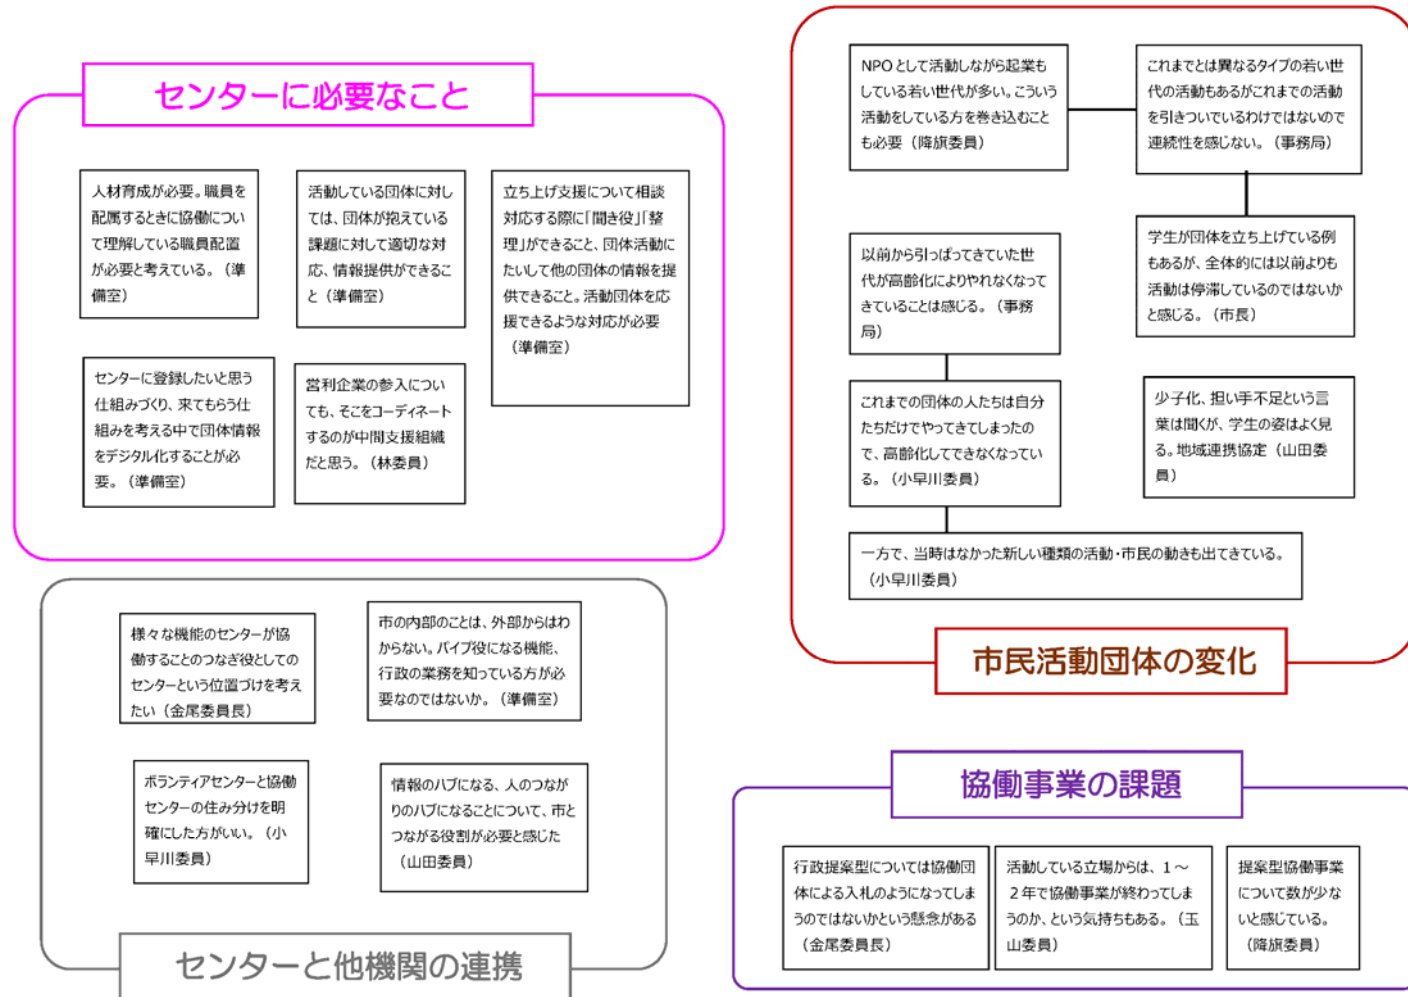 センターに必要なこと
人材育成が必要。職員を
配属するときに協働につい
て理解している職員配置
が必要と考えている。（準
備室）
活動している団体に対し
ては、団体が抱えている
課題に対して適切な対
応、情報提供ができるこ
と（準備室）
立ち上げ支援について相談
対応する際に「聞き役」「整
理」ができること、団体活動に
たいして他の団体の情報を提
供できること。活動団体を応
援できるような対応が必要
（準備室）
センターに登録したいと思う
仕組みづくり、来てもらう仕
組みを考える中で団体情報
をデジタル化することが必
要。（準備室）
営利企業の参入について
も、そこをコーディネート
するのが中間支援組織
だと思う。（林委員）
NPOとして活動しながら起業も
している若い世代が多い。こういう
活動をしている方を巻き込むこと
も必要（降旗委員）
これまでとは異なるタイプの若い世
代の活動もあるがこれまでの活動
を引きついでいるわけではないので
連続性を感じない。（事務局）
以前から引っぱってきていた世
代が高齢化によりやれなくなって
きていることは感じる。（事務
局）
学生が団体を立ち上げている例
もあるが、全体的には以前よりも
活動は停滞しているのではないか
と感じる。（市長）
これまでの団体の人たちは自分
たちだけでやってきてしまったの
で、高齢化してできなくなってい
る。（小早川委員）
少子化、担い手不足という言
葉は聞くが、学生の姿はよく見
る。地域連携協定（山田委
員）
一方で、当時はなかった新しい種類の活動・市民の動きも出てきている。
（小早川委員）
市民活動団体の変化
様々な機能のセンターが協
働することのつなぎ役としての
センターという位置づけを考え
たい（金尾委員長）
市の内部のことは、外部からはわ
からない。パイプ役になる機能、
行政の業務を知っている方が必
要なのではないか。（準備室）
ボランティアセンターと協働
センターの住み分けを明
確にした方がいい。（小
早川委員）
情報のハブになる、人のつなが
りのハブになることについて、市と
つながる役割が必要と感じた
（山田委員）
センターと他機関の連携
協働事業の課題
行政提案型については協働団
体による入札のようになってしま
うのではないかという懸念がある
（金尾委員長）
活動している立場からは、１～
２年で協働事業が終わってしま
うのか、という気持ちもある。（玉
山委員）
提案型協働事業
について数が少な
いと感じている。
（降旗委員）